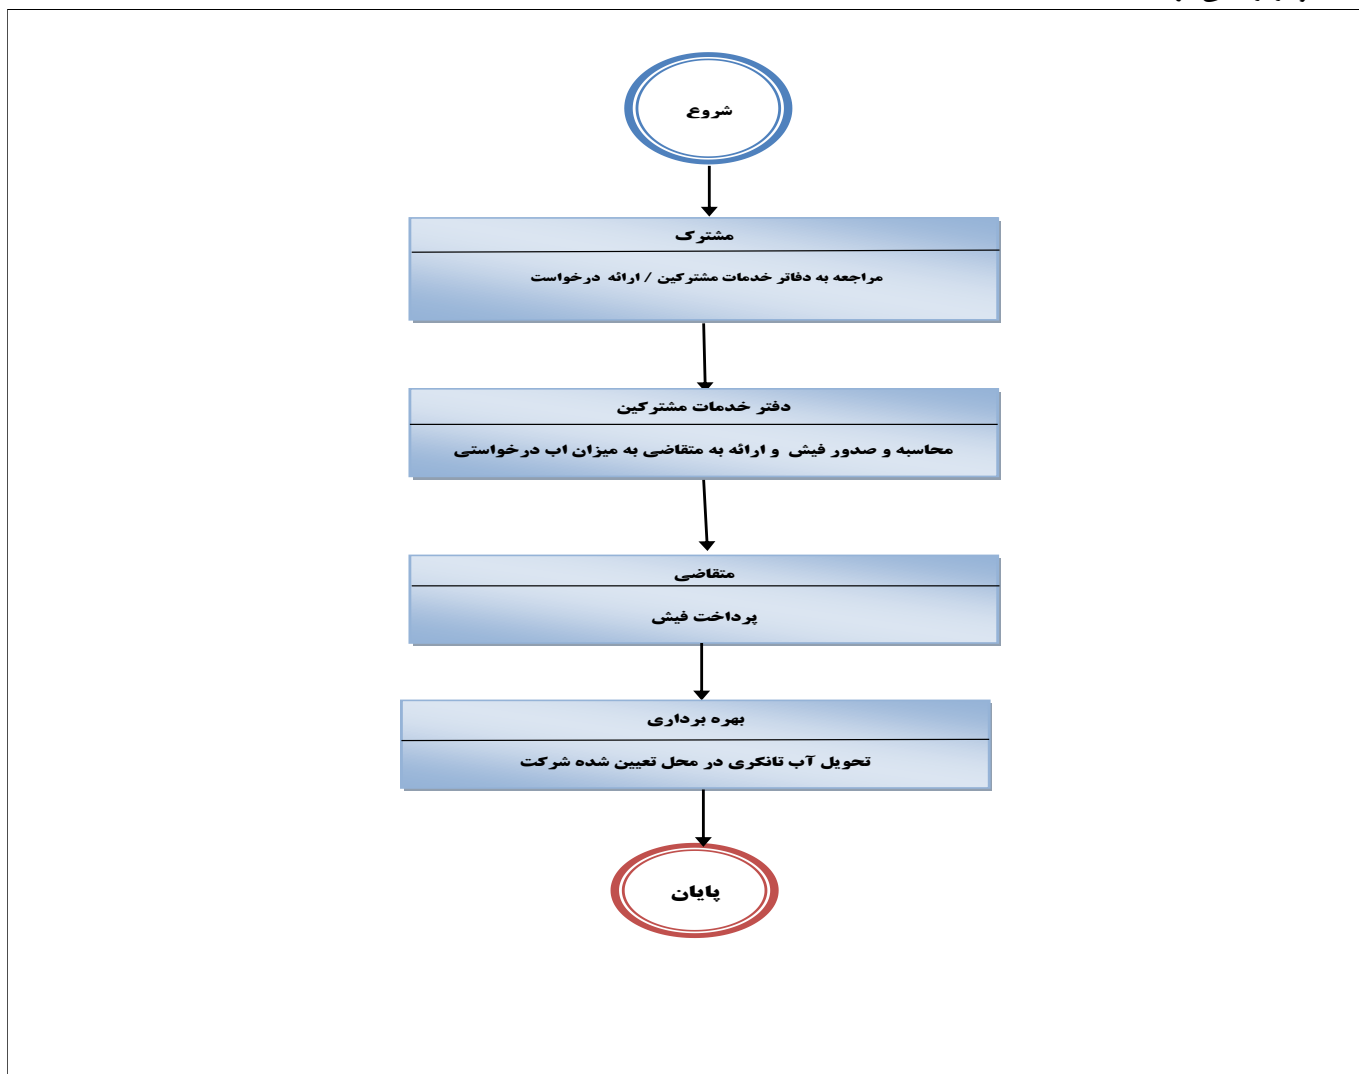 شروع
مشترک
مراجعه به دفاتر خدمات مشترکین / ارائه درخواست
دفتر خدمات مشترکین
محاسبه و صدور فیش و ارائه به متقاضی به میزان اب درخواستی
متقاضی
پرداخت فیش
بهره برداری
تحویل آب تانکری در محل تعیین شده شرکت
پایان